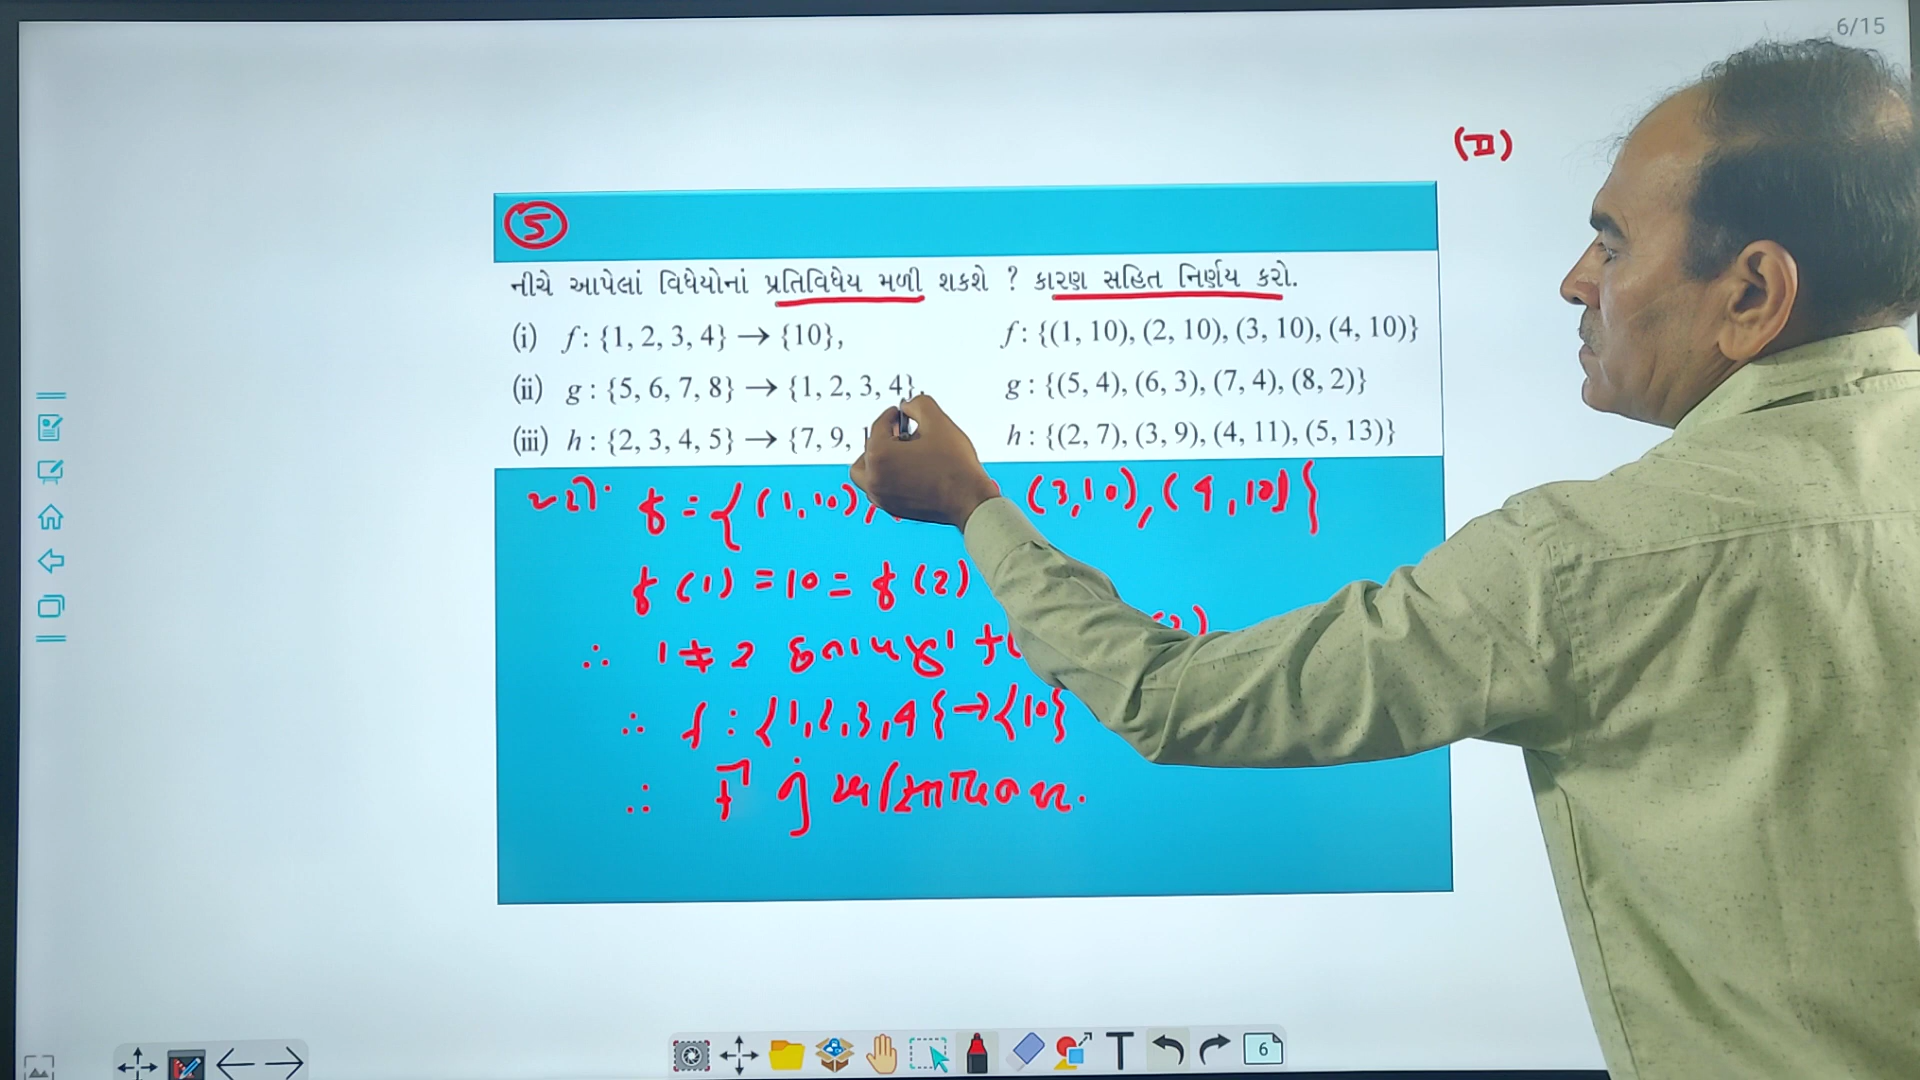 6/15
(II)
5
નીચે આપેલાં વિધેયોનાં પ્રતિવિધેય મળી શકશે ? કારણ સહિત નિર્ણય કરો.
(i) f : {1, 2, 3, 4} → {10}, f : {(1, 10), (2, 10), (3, 10), (4, 10)}
(ii) g : {5, 6, 7, 8} → {1, 2, 3, 4}, g : {(5, 4), (6, 3), (7, 4), (8, 2)}
(iii) h : {2, 3, 4, 5} → {7, 9, h : {(2, 7), (3, 9), (4, 11), (5, 13)}
f = {(1, 10), (3, 10), (4, 10)}
f (1) = 10 = f (2)
∴ 1 ≠ 2
∴ f : {1, 2, 3, 4} → {10}
∴
T
6